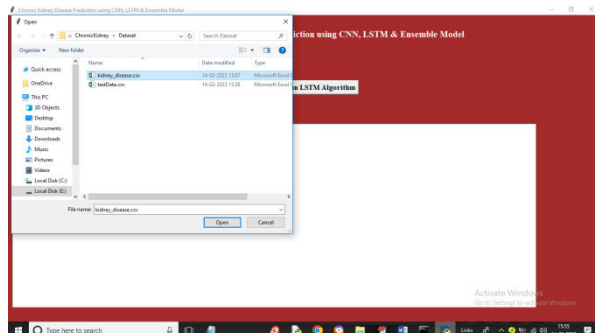 Chronic Kidney Disease Prediction using CNN, LSTM & Ensemble Model
Open
« ChronicKidney › Dataset
Search Dataset
iction using CNN, LSTM & Ensemble Model
Organize
New folder
Name
Date modified
Type
Quick access
kidney_disease.csv
14-02-2023 13:07
Microsoft Excel
OneDrive
testData.csv
14-02-2023 15:38
Microsoft Excel
n LSTM Algorithm
This PC
3D Objects
Desktop
Documents
Downloads
Music
Pictures
Videos
Local Disk (C:)
Local Disk (E:)
File name:
kidney_disease.csv
Open
Cancel
Activate Windows
Go to Settings to activate Windows.
Type here to search
Links
15:55